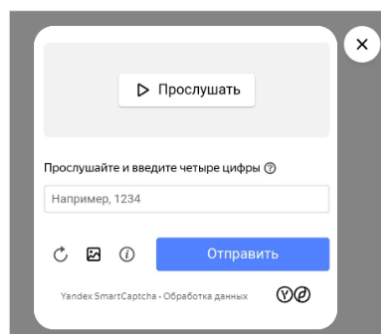 Прослушать
Прослушайте и введите четыре цифры
Например, 1234
Отправить
Yandex SmartCaptcha • Обработка данных